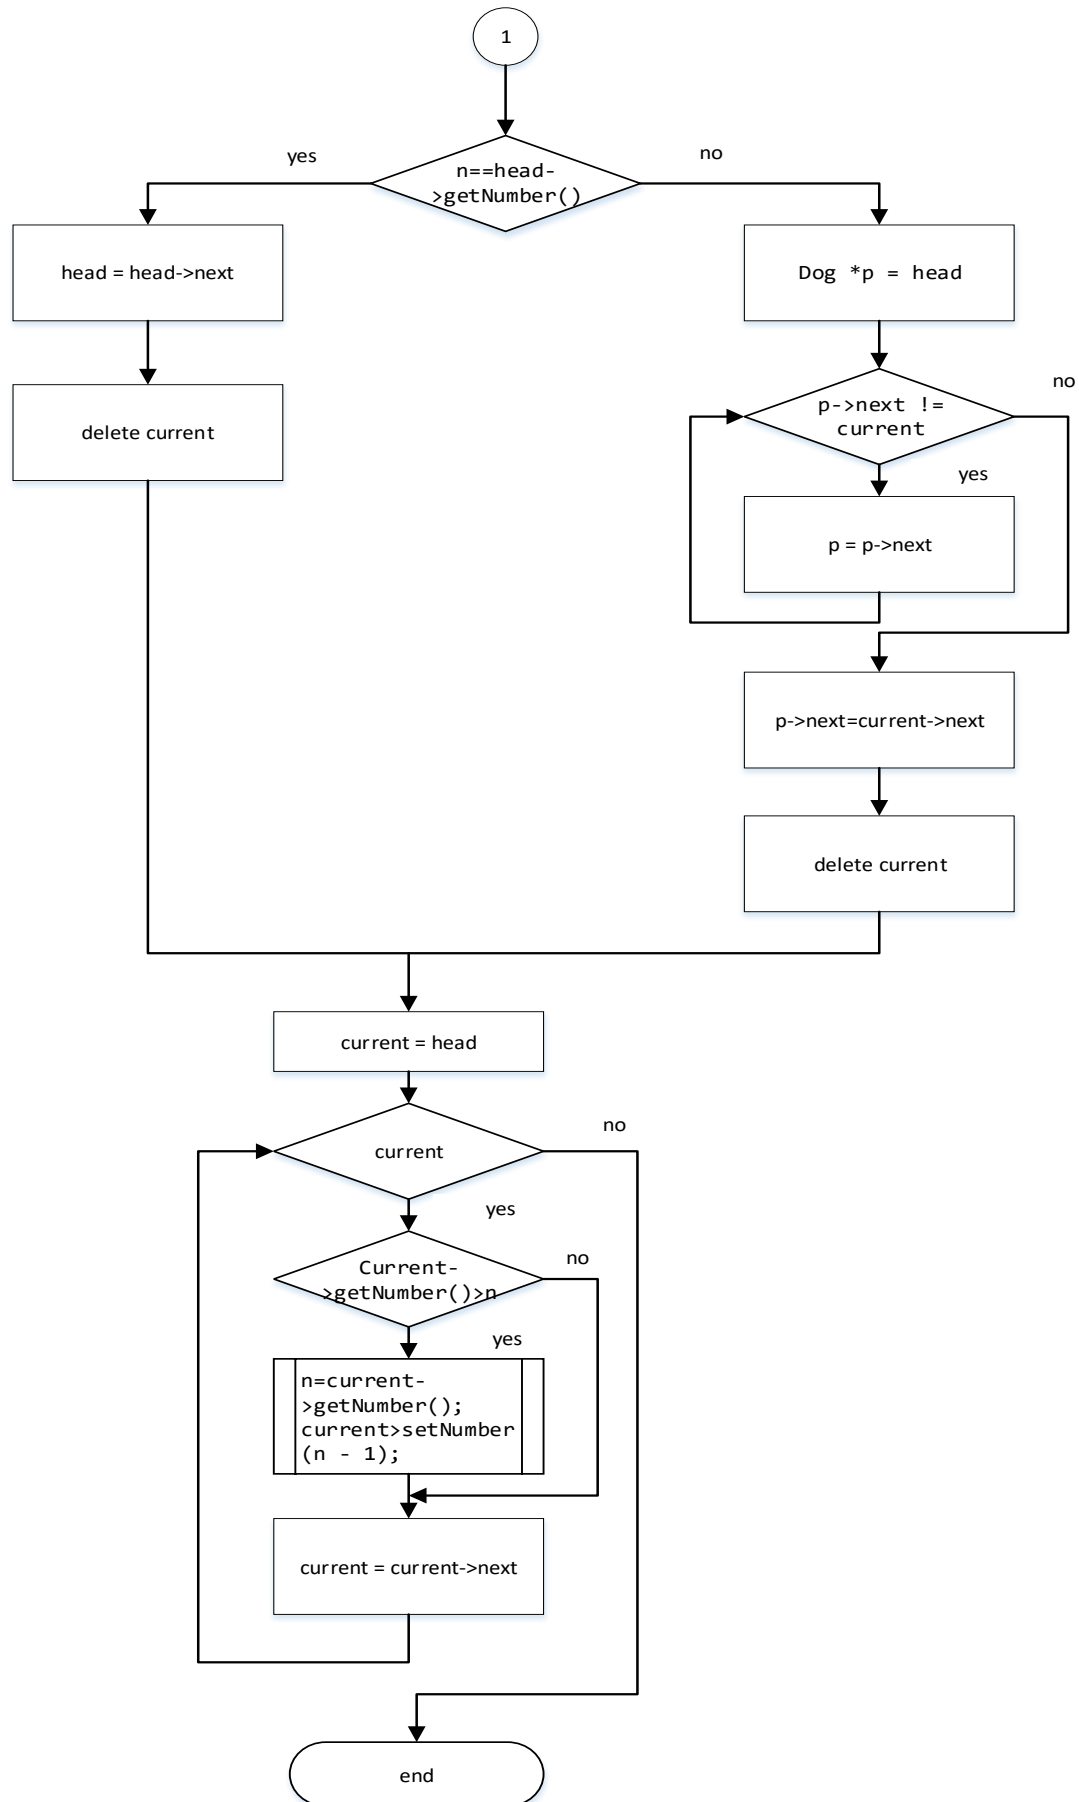 1
yes
no
n==head-
>getNumber()
head = head->next
Dog *p = head
delete current
no
p->next !=
current
yes
p = p->next
p->next=current->next
delete current
current = head
no
current
yes
no
Current-
>getNumber()>n
yes
n=current-
>getNumber();
current>setNumber
(n - 1);
current = current->next
end